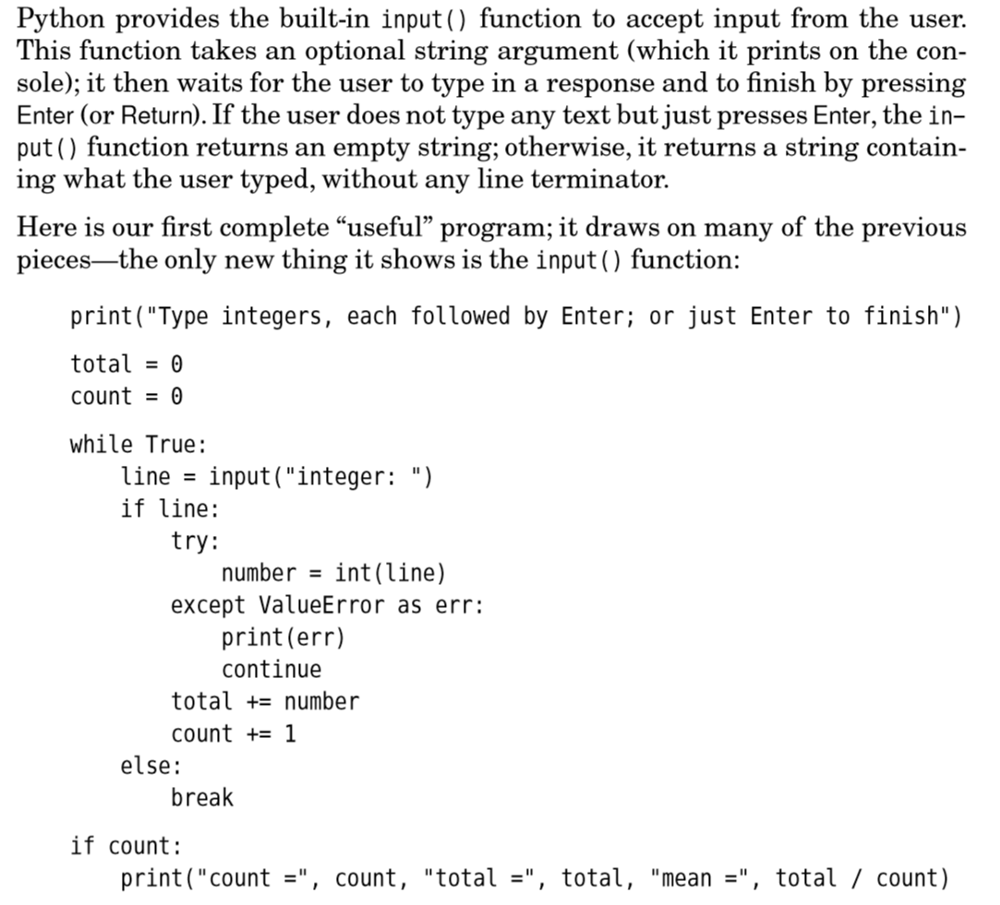 Python provides the built-in input() function to accept input from the user.
This function takes an optional string argument (which it prints on the con-
sole); it then waits for the user to type in a response and to finish by pressing
Enter (or Return). If the user does not type any text but just presses Enter, the in-
put() function returns an empty string; otherwise, it returns a string contain-
ing what the user typed, without any line terminator.
Here is our first complete “useful” program; it draws on many of the previous
pieces—the only new thing it shows is the input() function:
print("Type integers, each followed by Enter; or just Enter to finish")
total = 0
count = 0
while True:
    line = input("integer: ")
    if line:
        try:
            number = int(line)
        except ValueError as err:
            print(err)
            continue
        total += number
        count += 1
    else:
        break
if count:
    print("count =", count, "total =", total, "mean =", total / count)